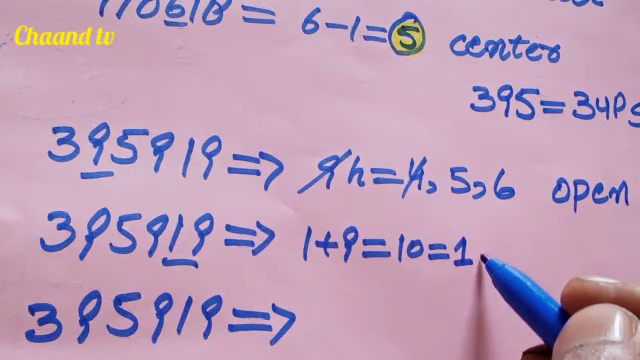 Chaand tv
6-1=5 center
395=34PS
395919 => 9h=4,5,6 open
395919 => 1+9=10=1
395919 =>